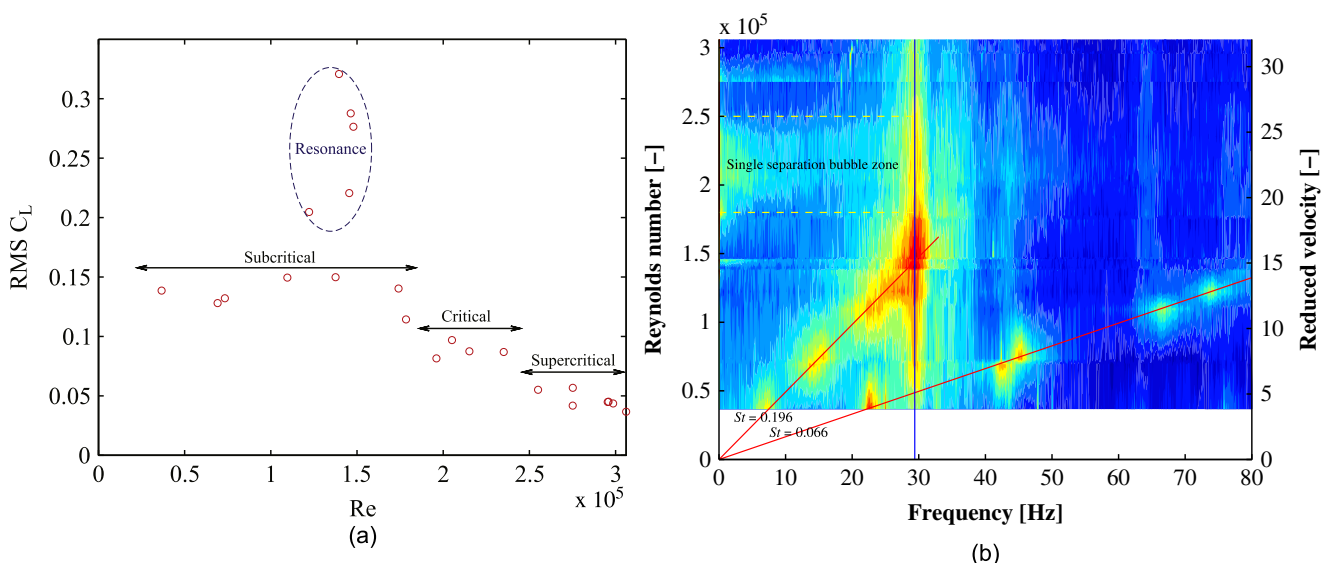 RMS C_L
0.3
0.25
0.2
0.15
0.1
0.05
0
Resonance
Subcritical
Critical
Supercritical
0
0.5
1
1.5
2
2.5
3
x 10^5
Re
(a)
x 10^5
Reynolds number [–]
3
2.5
2
1.5
1
0.5
0
Single separation bubble zone
St = 0.196
St = 0.066
0
10
20
30
40
50
60
70
80
Frequency [Hz]
30
25
20
15
10
5
0
Reduced velocity [–]
(b)